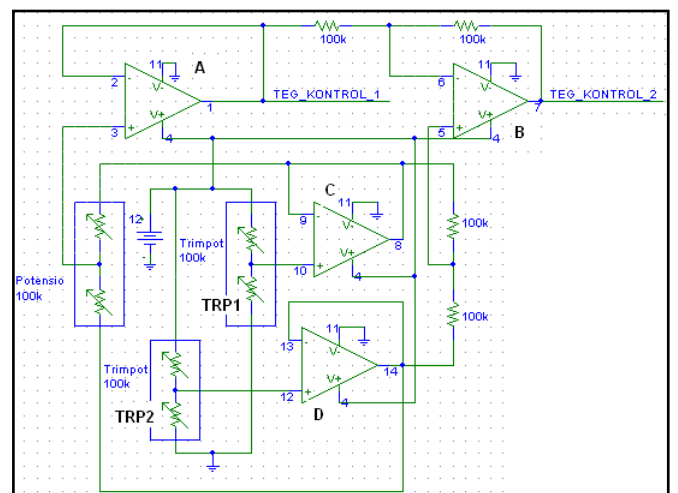 100k
100k
11
A
V-
2
V+
3
1
4
TEG_KONTROL_1
11
V-
6
V+
5
7
4
TEG_KONTROL_2
B
C
11
V-
9
V+
10
8
4
12
Trimpot
100k
TRP1
Potensio
100k
100k
100k
11
V-
13
V+
12
14
4
D
Trimpot
100k
TRP2